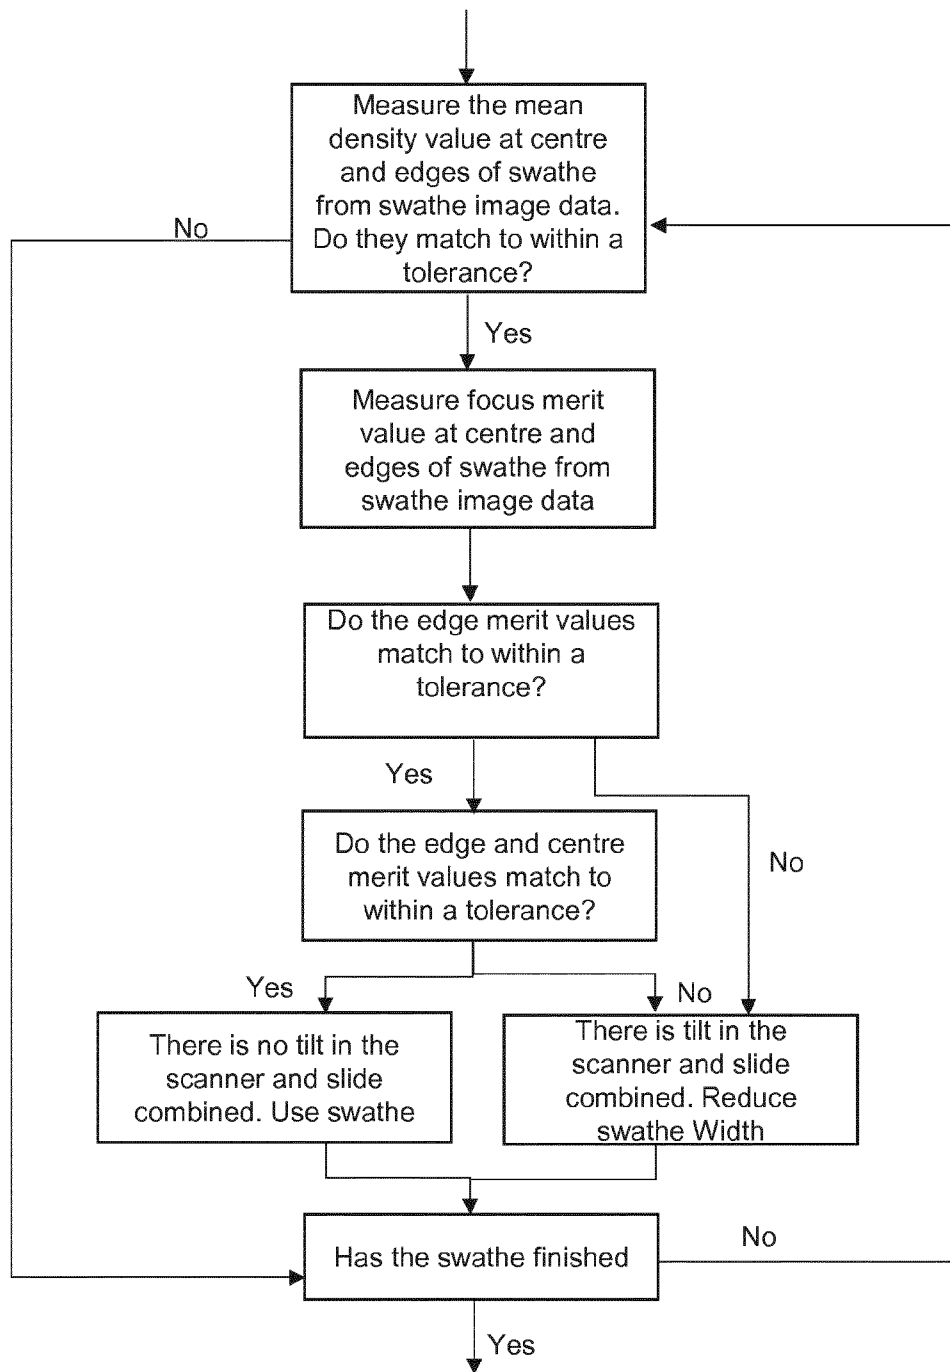 Measure the mean
density value at centre
and edges of swathe
from swathe image data.
Do they match to within a
tolerance?
No
Yes
Measure focus merit
value at centre and
edges of swathe from
swathe image data
Do the edge merit values
match to within a
tolerance?
Yes
No
Do the edge and centre
merit values match to
within a tolerance?
Yes
No
There is no tilt in the
scanner and slide
combined. Use swathe
There is tilt in the
scanner and slide
combined. Reduce
swathe Width
Has the swathe finished
No
Yes